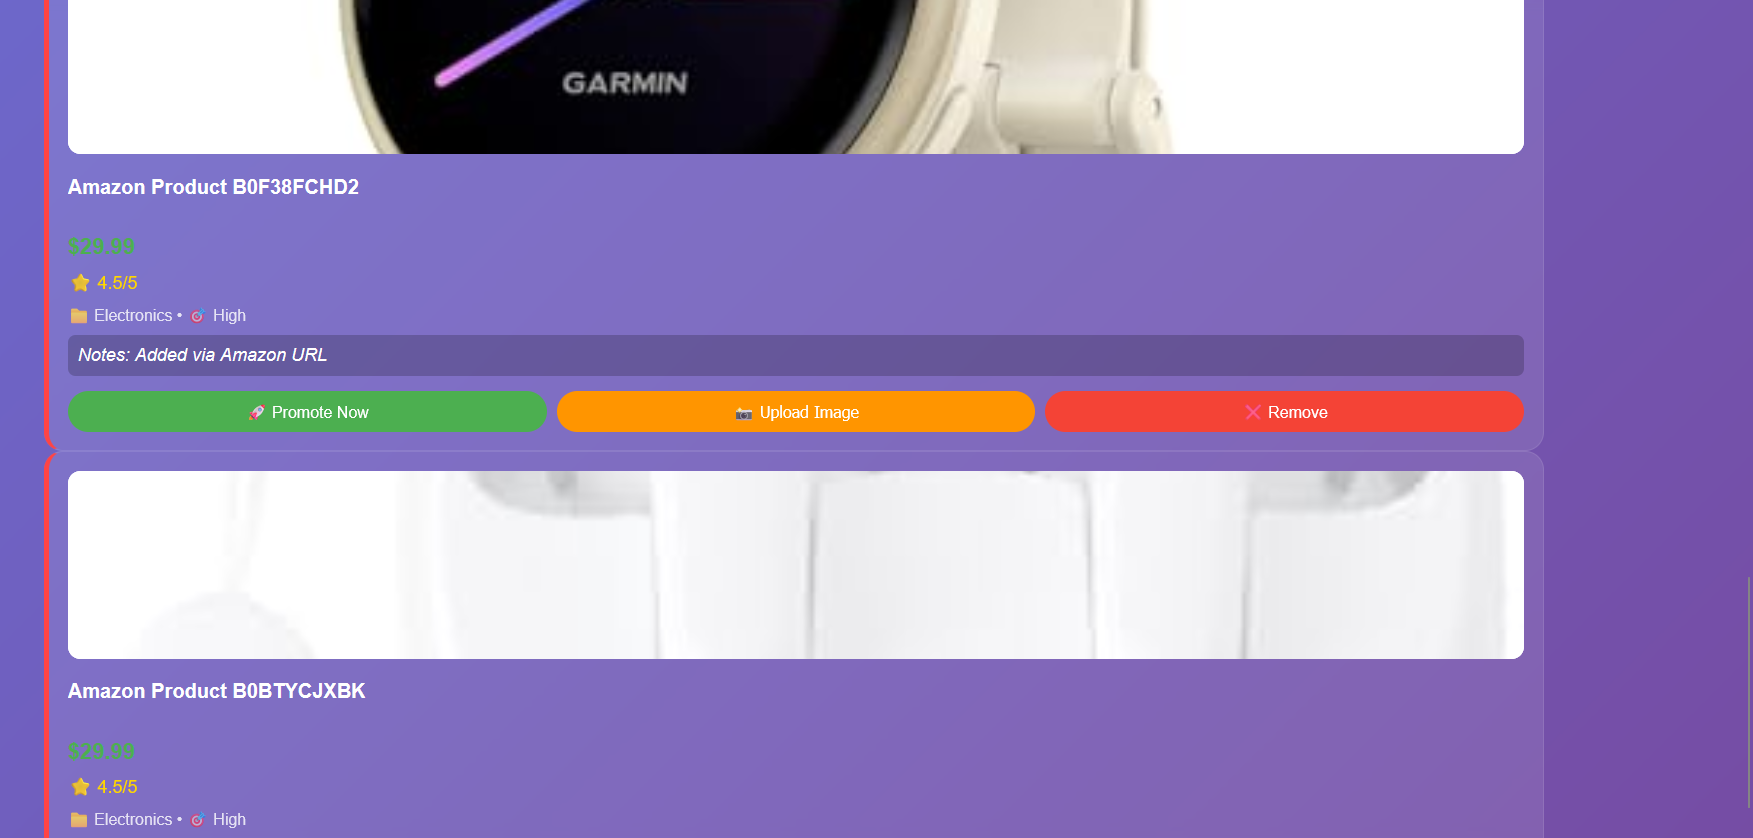 GARMIN
Amazon Product B0F38FCHD2
$29.99
4.5/5
Electronics • High
Notes: Added via Amazon URL
Promote Now
Upload Image
Remove
Amazon Product B0BTYCJXBK
$29.99
4.5/5
Electronics • High